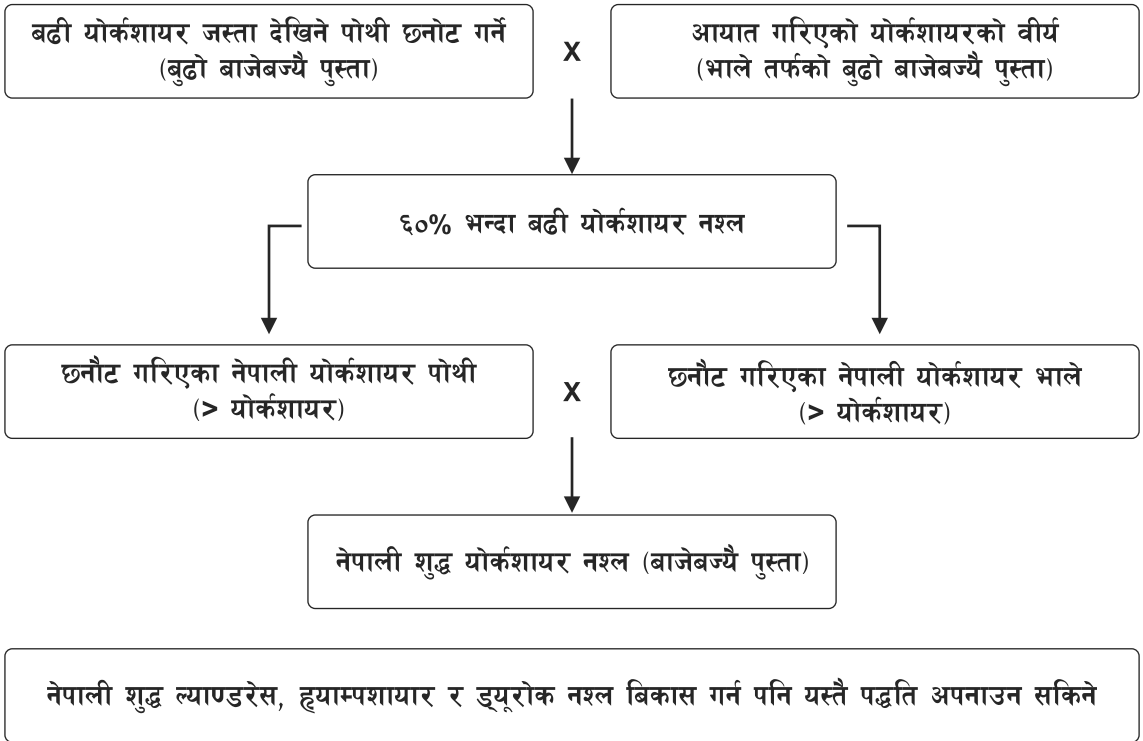 बढी योर्कशायर जस्ता देखिने पोथी छनोट गर्ने
(बुढो बाजेबज्यै पुस्ता)
X
आयात गरिएको योर्कशायरको वीर्य
(भाले तर्फको बुढो बाजेबज्यै पुस्ता)
६०% भन्दा बढी योर्कशायर नश्ल
छनौट गरिएका नेपाली योर्कशायर पोथी
(> योर्कशायर)
X
छनौट गरिएका नेपाली योर्कशायर भाले
(> योर्कशायर)
नेपाली शुद्ध योर्कशायर नश्ल (बाजेबज्यै पुस्ता)
नेपाली शुद्ध ल्याण्डरेस, हृयाम्पशायार र ड्यूरोक नश्ल बिकास गर्न पनि यस्तै पद्धति अपनाउन सकिने